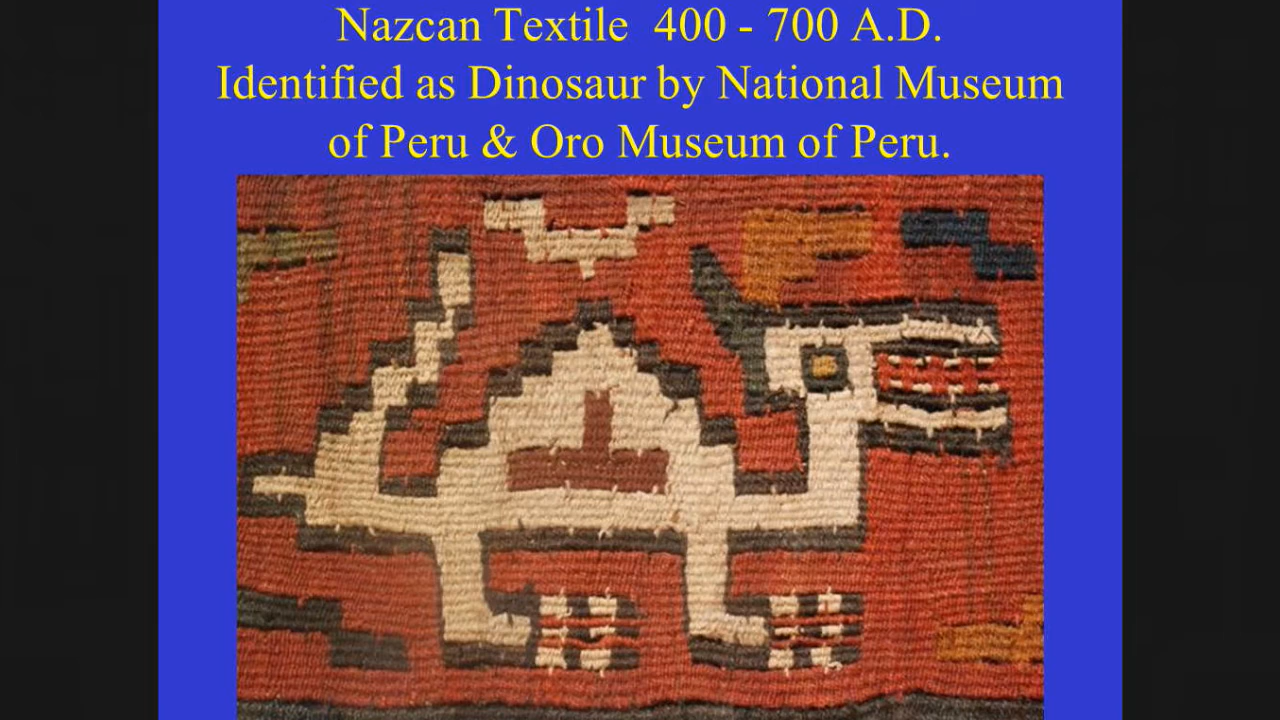 Nazcan Textile 400 - 700 A.D.
Identified as Dinosaur by National Museum
of Peru & Oro Museum of Peru.